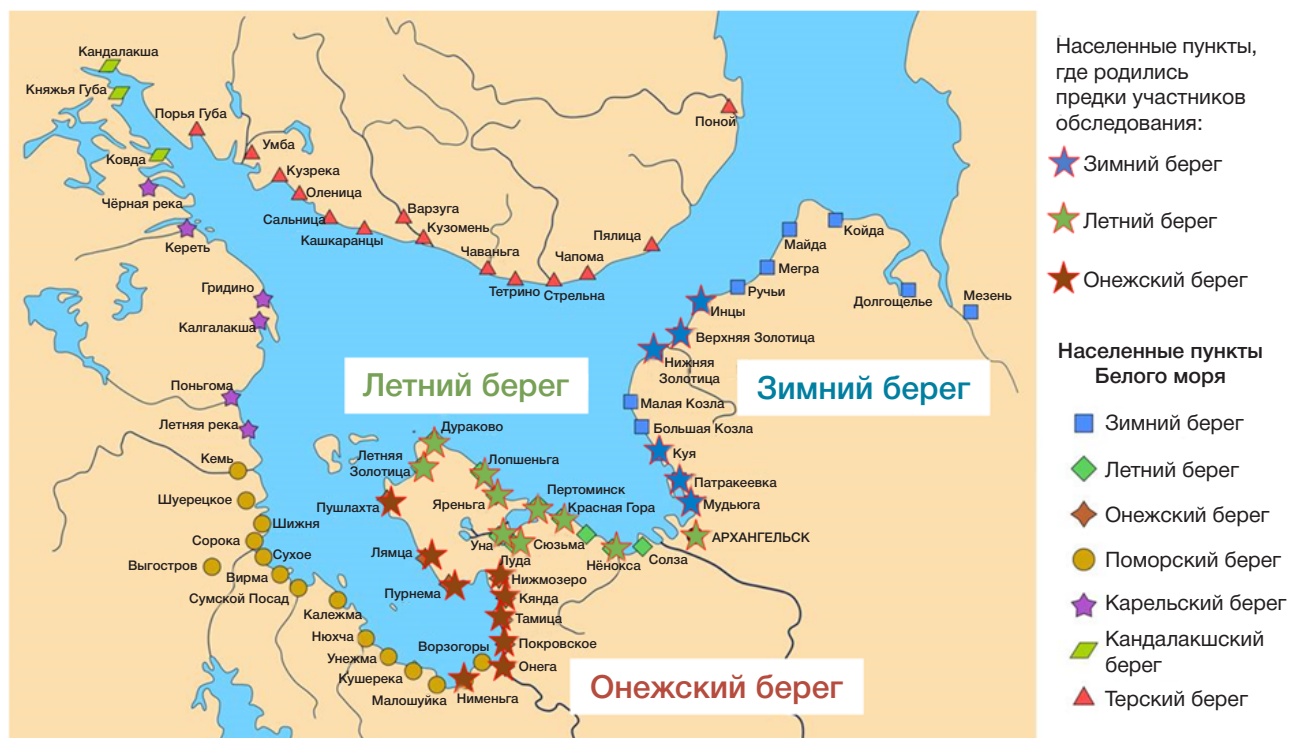 Кандалакша
Княжья Губа
Порья Губа
Умба
Ковда
Кузрека
Чёрная река
Оленица
Сальница
Варзуга
Кереть
Кашкаранцы
Кузомень
Чаваньга
Чапома
Пялица
Тетрино
Стрельна
Поной
Гридино
Калгалакша
Поньгома
Летняя река
Кемь
Шуерецкое
Шижня
Сорока
Сухое
Выгостров
Вирма
Сумской Посад
Калежма
Нюхча
Унежма
Кушерека
Малошуйка
Нименьга
Ворзогоры
Летний берег
Дураково
Летняя
Золотица
Лопшеньга
Пушлахта
Яреньга
Пертоминск
Красная Гора
Уна
Сюзьма
Лямца
Луда
Нёнокса
Солза
Нижмозеро
Пурнема
Кянда
Тамица
Покровское
Онега
Онежский берег
Койда
Майда
Мегра
Ручьи
Долгощелье
Мезень
Инцы
Верхняя Золотица
Нижняя
Золотица
Зимний берег
Малая Козла
Большая Козла
Куя
Патракеевка
Мудьюга
АРХАНГЕЛЬСК
Населенные пункты,
где родились
предки участников
обследования:
Зимний берег
Летний берег
Онежский берег
Населенные пункты
Белого моря
Зимний берег
Летний берег
Онежский берег
Поморский берег
Карельский берег
Кандалакшский
берег
Терский берег